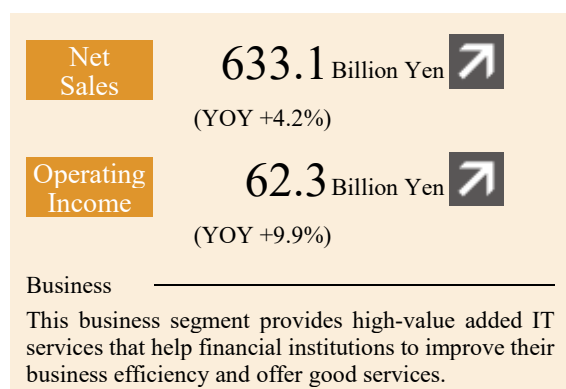 Net
Sales
633.1 Billion Yen
(YOY +4.2%)
Operating
Income
62.3 Billion Yen
(YOY +9.9%)
Business
This business segment provides high-value added IT
services that help financial institutions to improve their
business efficiency and offer good services.